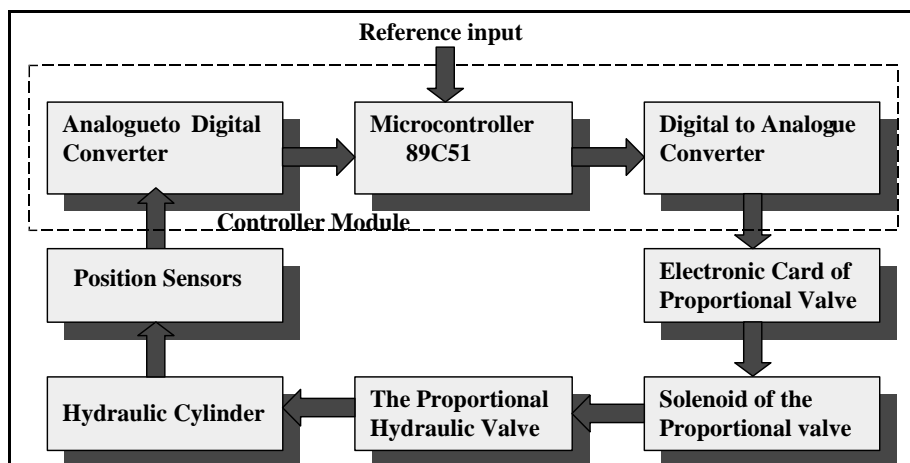 Reference input
Analogueto Digital
Converter
Microcontroller
89C51
Digital to Analogue
Converter
Controller Module
Position Sensors
Electronic Card of
Proportional Valve
Hydraulic Cylinder
The Proportional
Hydraulic Valve
Solenoid of the
Proportional valve